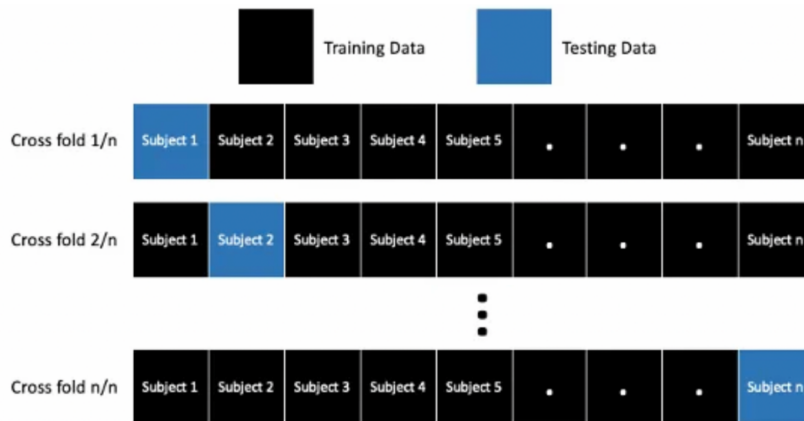 Training Data Testing Data
Cross fold 1/n Subject 1 Subject 2 Subject 3 Subject 4 Subject 5 . . . Subject n
Cross fold 2/n Subject 1 Subject 2 Subject 3 Subject 4 Subject 5 . . . Subject n
Cross fold n/n Subject 1 Subject 2 Subject 3 Subject 4 Subject 5 . . . Subject n